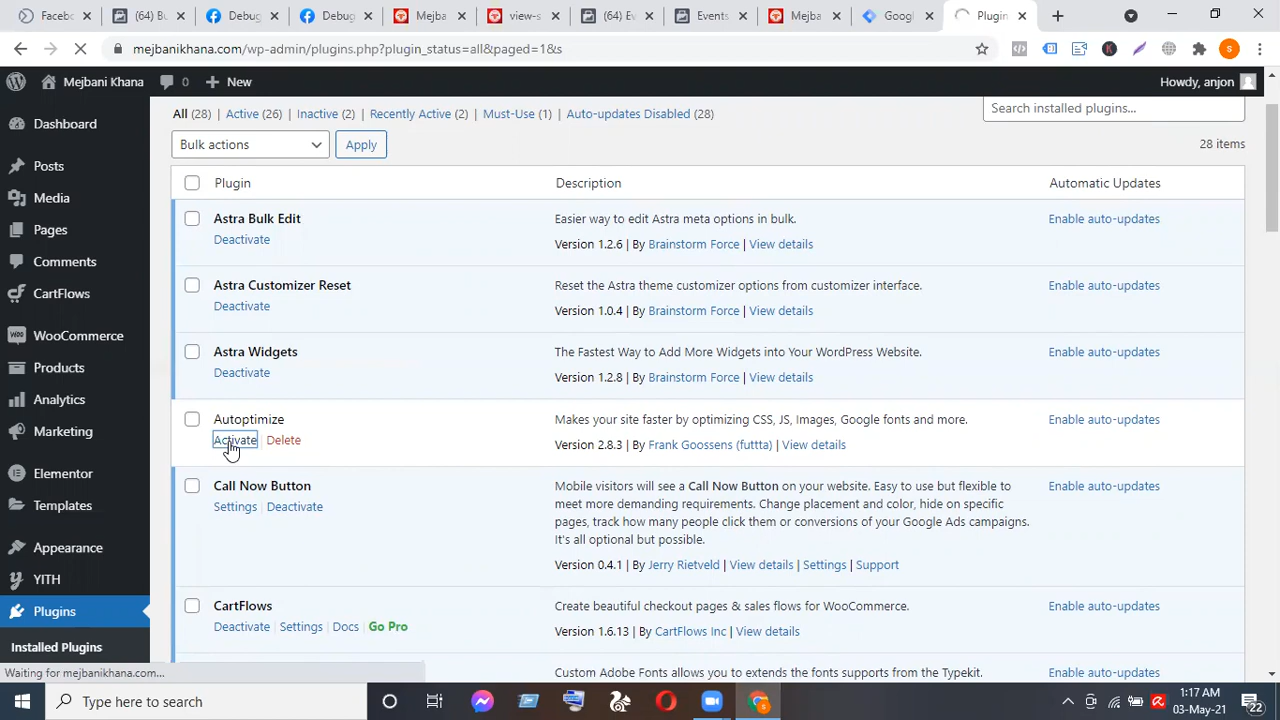 Facebo
(64) Bu
Debug
Debug
Mejba
view-s
(64) Ev
Events
Mejba
Googl
Plugin
mejbanikhana.com/wp-admin/plugins.php?plugin_status=all&paged=1&s
Mejbani Khana
0
New
Howdy, anjon
Dashboard
Posts
Media
Pages
Comments
CartFlows
WooCommerce
Products
Analytics
Marketing
Elementor
Templates
Appearance
YITH
Plugins
Installed Plugins
All (28) | Active (26) | Inactive (2) | Recently Active (2) | Must-Use (1) | Auto-updates Disabled (28)
Search installed plugins...
Bulk actions
Apply
28 items
Plugin Description Automatic Updates
Astra Bulk Edit
Deactivate
Easier way to edit Astra meta options in bulk.
Version 1.2.6 | By Brainstorm Force | View details
Enable auto-updates
Astra Customizer Reset
Deactivate
Reset the Astra theme customizer options from customizer interface.
Version 1.0.4 | By Brainstorm Force | View details
Enable auto-updates
Astra Widgets
Deactivate
The Fastest Way to Add More Widgets into Your WordPress Website.
Version 1.2.8 | By Brainstorm Force | View details
Enable auto-updates
Autoptimize
Activate | Delete
Makes your site faster by optimizing CSS, JS, Images, Google fonts and more.
Version 2.8.3 | By Frank Goossens (futtta) | View details
Enable auto-updates
Call Now Button
Settings | Deactivate
Mobile visitors will see a Call Now Button on your website. Easy to use but flexible to
meet more demanding requirements. Change placement and color, hide on specific
pages, track how many people click them or conversions of your Google Ads campaigns.
It's all optional but possible.
Version 0.4.1 | By Jerry Rietveld | View details | Settings | Support
Enable auto-updates
CartFlows
Deactivate | Settings | Docs | Go Pro
Create beautiful checkout pages & sales flows for WooCommerce.
Version 1.6.13 | By CartFlows Inc | View details
Enable auto-updates
Custom Adobe Fonts allows you to extend the fonts supports from the Typekit.
Enable auto-updates
Waiting for mejbanikhana.com...
Type here to search
1:17 AM
03-May-21
22